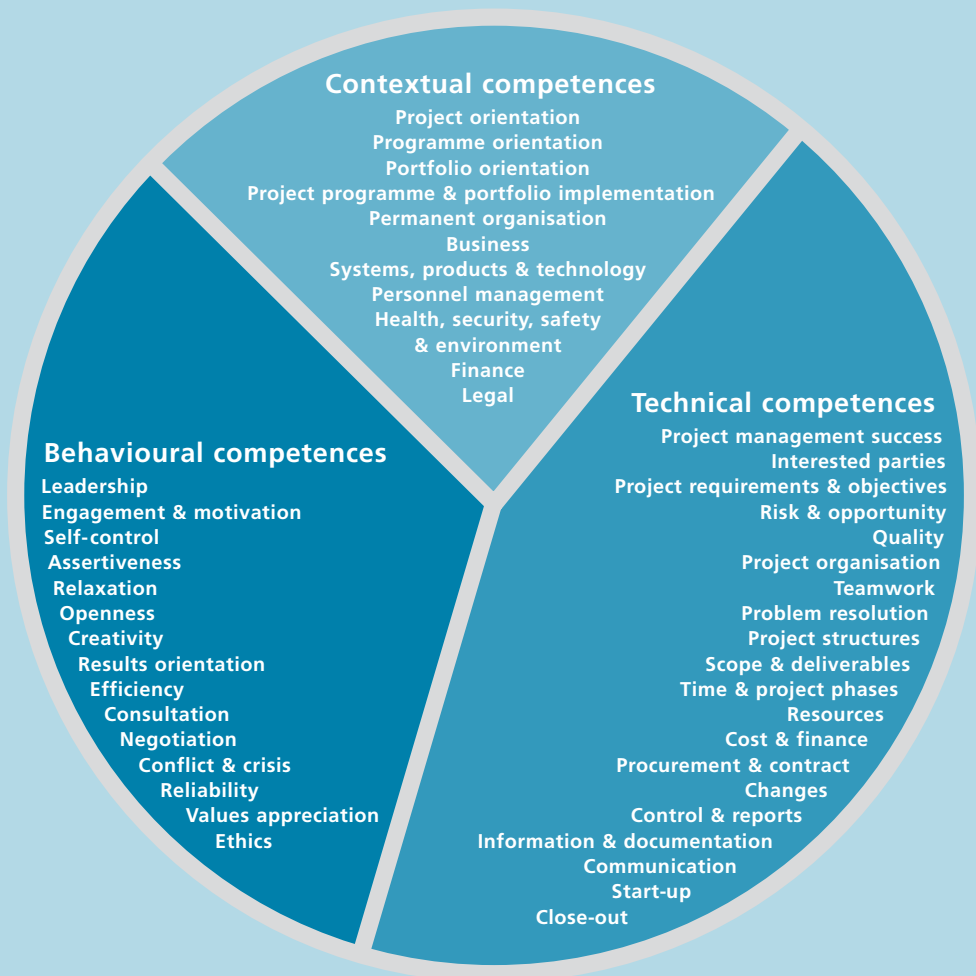 Contextual competences
Project orientation
Programme orientation
Portfolio orientation
Project programme & portfolio implementation
Permanent organisation
Business
Systems, products & technology
Personnel management
Health, security, safety
& environment
Finance
Legal
Technical competences
Project management success
Interested parties
Project requirements & objectives
Risk & opportunity
Quality
Project organisation
Teamwork
Problem resolution
Project structures
Scope & deliverables
Time & project phases
Resources
Cost & finance
Procurement & contract
Changes
Control & reports
Information & documentation
Communication
Start-up
Close-out
Behavioural competences
Leadership
Engagement & motivation
Self-control
Assertiveness
Relaxation
Openness
Creativity
Results orientation
Efficiency
Consultation
Negotiation
Conflict & crisis
Reliability
Values appreciation
Ethics